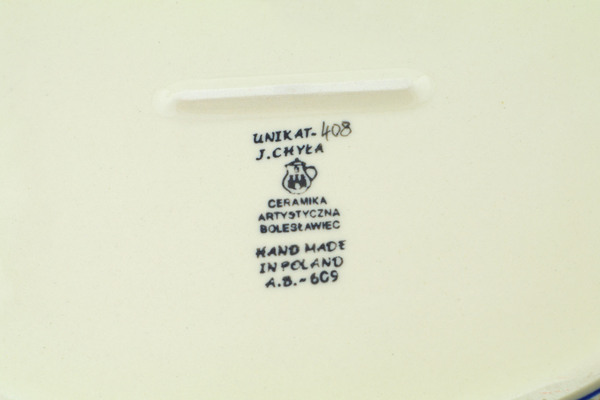 UNIKAT-408
J. CHYŁA
CERAMIKA
ARTYSTYCZNA
BOLESŁAWIEC
HAND MADE
IN POLAND
A.B.-609